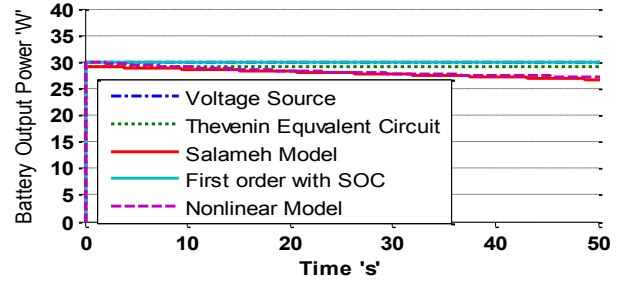 Battery Output Power 'W'
40
35
30
25
20
15
10
5
0
Voltage Source
Thevenin Equvalent Circuit
Salameh Model
First order with SOC
Nonlinear Model
0 10 20 30 40 50
Time 's'